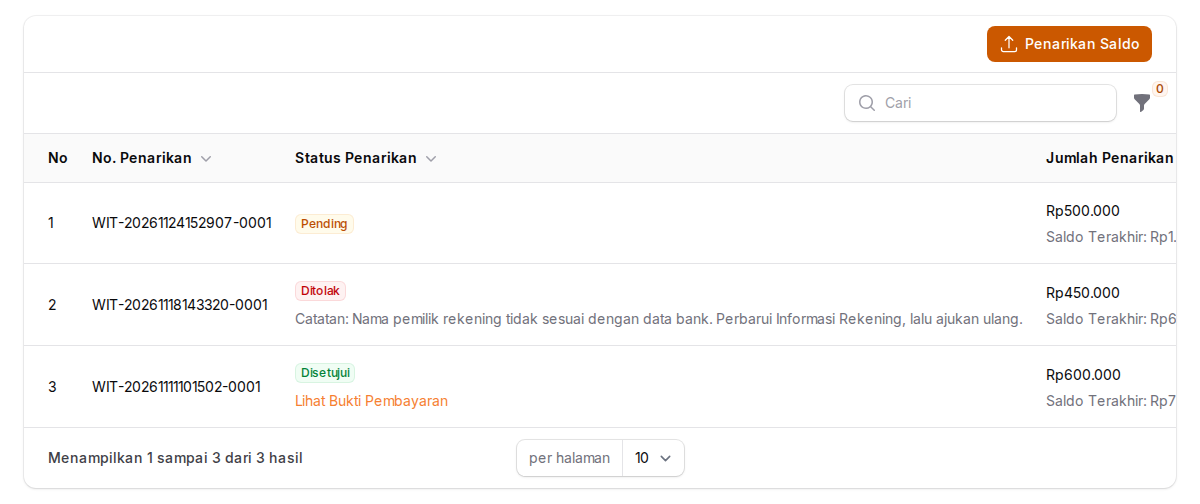 Penarikan Saldo
Cari
0
No No. Penarikan Status Penarikan Jumlah Penarikan
1 WIT-20261124152907-0001 Pending Rp500.000
Saldo Terakhir: Rp1.
2 WIT-20261118143320-0001 Ditolak Rp450.000
Catatan: Nama pemilik rekening tidak sesuai dengan data bank. Perbarui Informasi Rekening, lalu ajukan ulang. Saldo Terakhir: Rp6
3 WIT-20261111101502-0001 Disetujui Rp600.000
Lihat Bukti Pembayaran Saldo Terakhir: Rp7
Menampilkan 1 sampai 3 dari 3 hasil per halaman 10